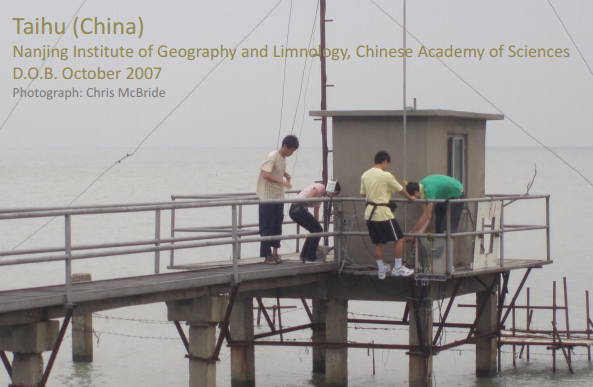 Taihu (China)
Nanjing Institute of Geography and Limnology, Chinese Academy of Sciences
D.O.B. October 2007
Photograph: Chris McBride